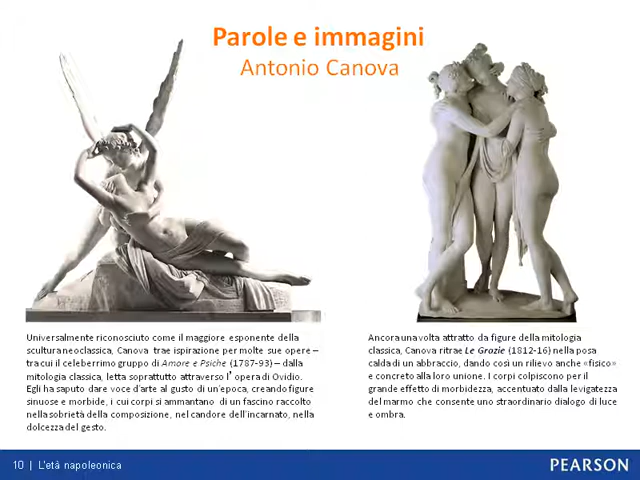 Parole e immagini
Antonio Canova
Universalmente riconosciuto come il maggiore esponente della
scultura neoclassica, Canova trae ispirazione per molte sue opere –
tra cui il celeberrimo gruppo di Amore e Psiche (1787-93) – dalla
mitologia classica, letta soprattutto attraverso l’opera di Ovidio.
Egli ha saputo dare voce d’arte al gusto di un’epoca, creando figure
sinuose e morbide, i cui corpi si ammantano di un fascino raccolto
nella sobrietà della composizione, nel candore dell’incarnato, nella
dolcezza del gesto.
Ancora una volta attratto da figure della mitologia
classica, Canova ritrae Le Grazie (1812-16) nella posa
calda di un abbraccio, dando così un rilievo anche «fisico»
e concreto alla loro unione. I corpi colpiscono per il
grande effetto di morbidezza, accentuato dalla levigatezza
del marmo che consente uno straordinario dialogo di luce
e ombra.
10 | L’età napoleonica
PEARSON